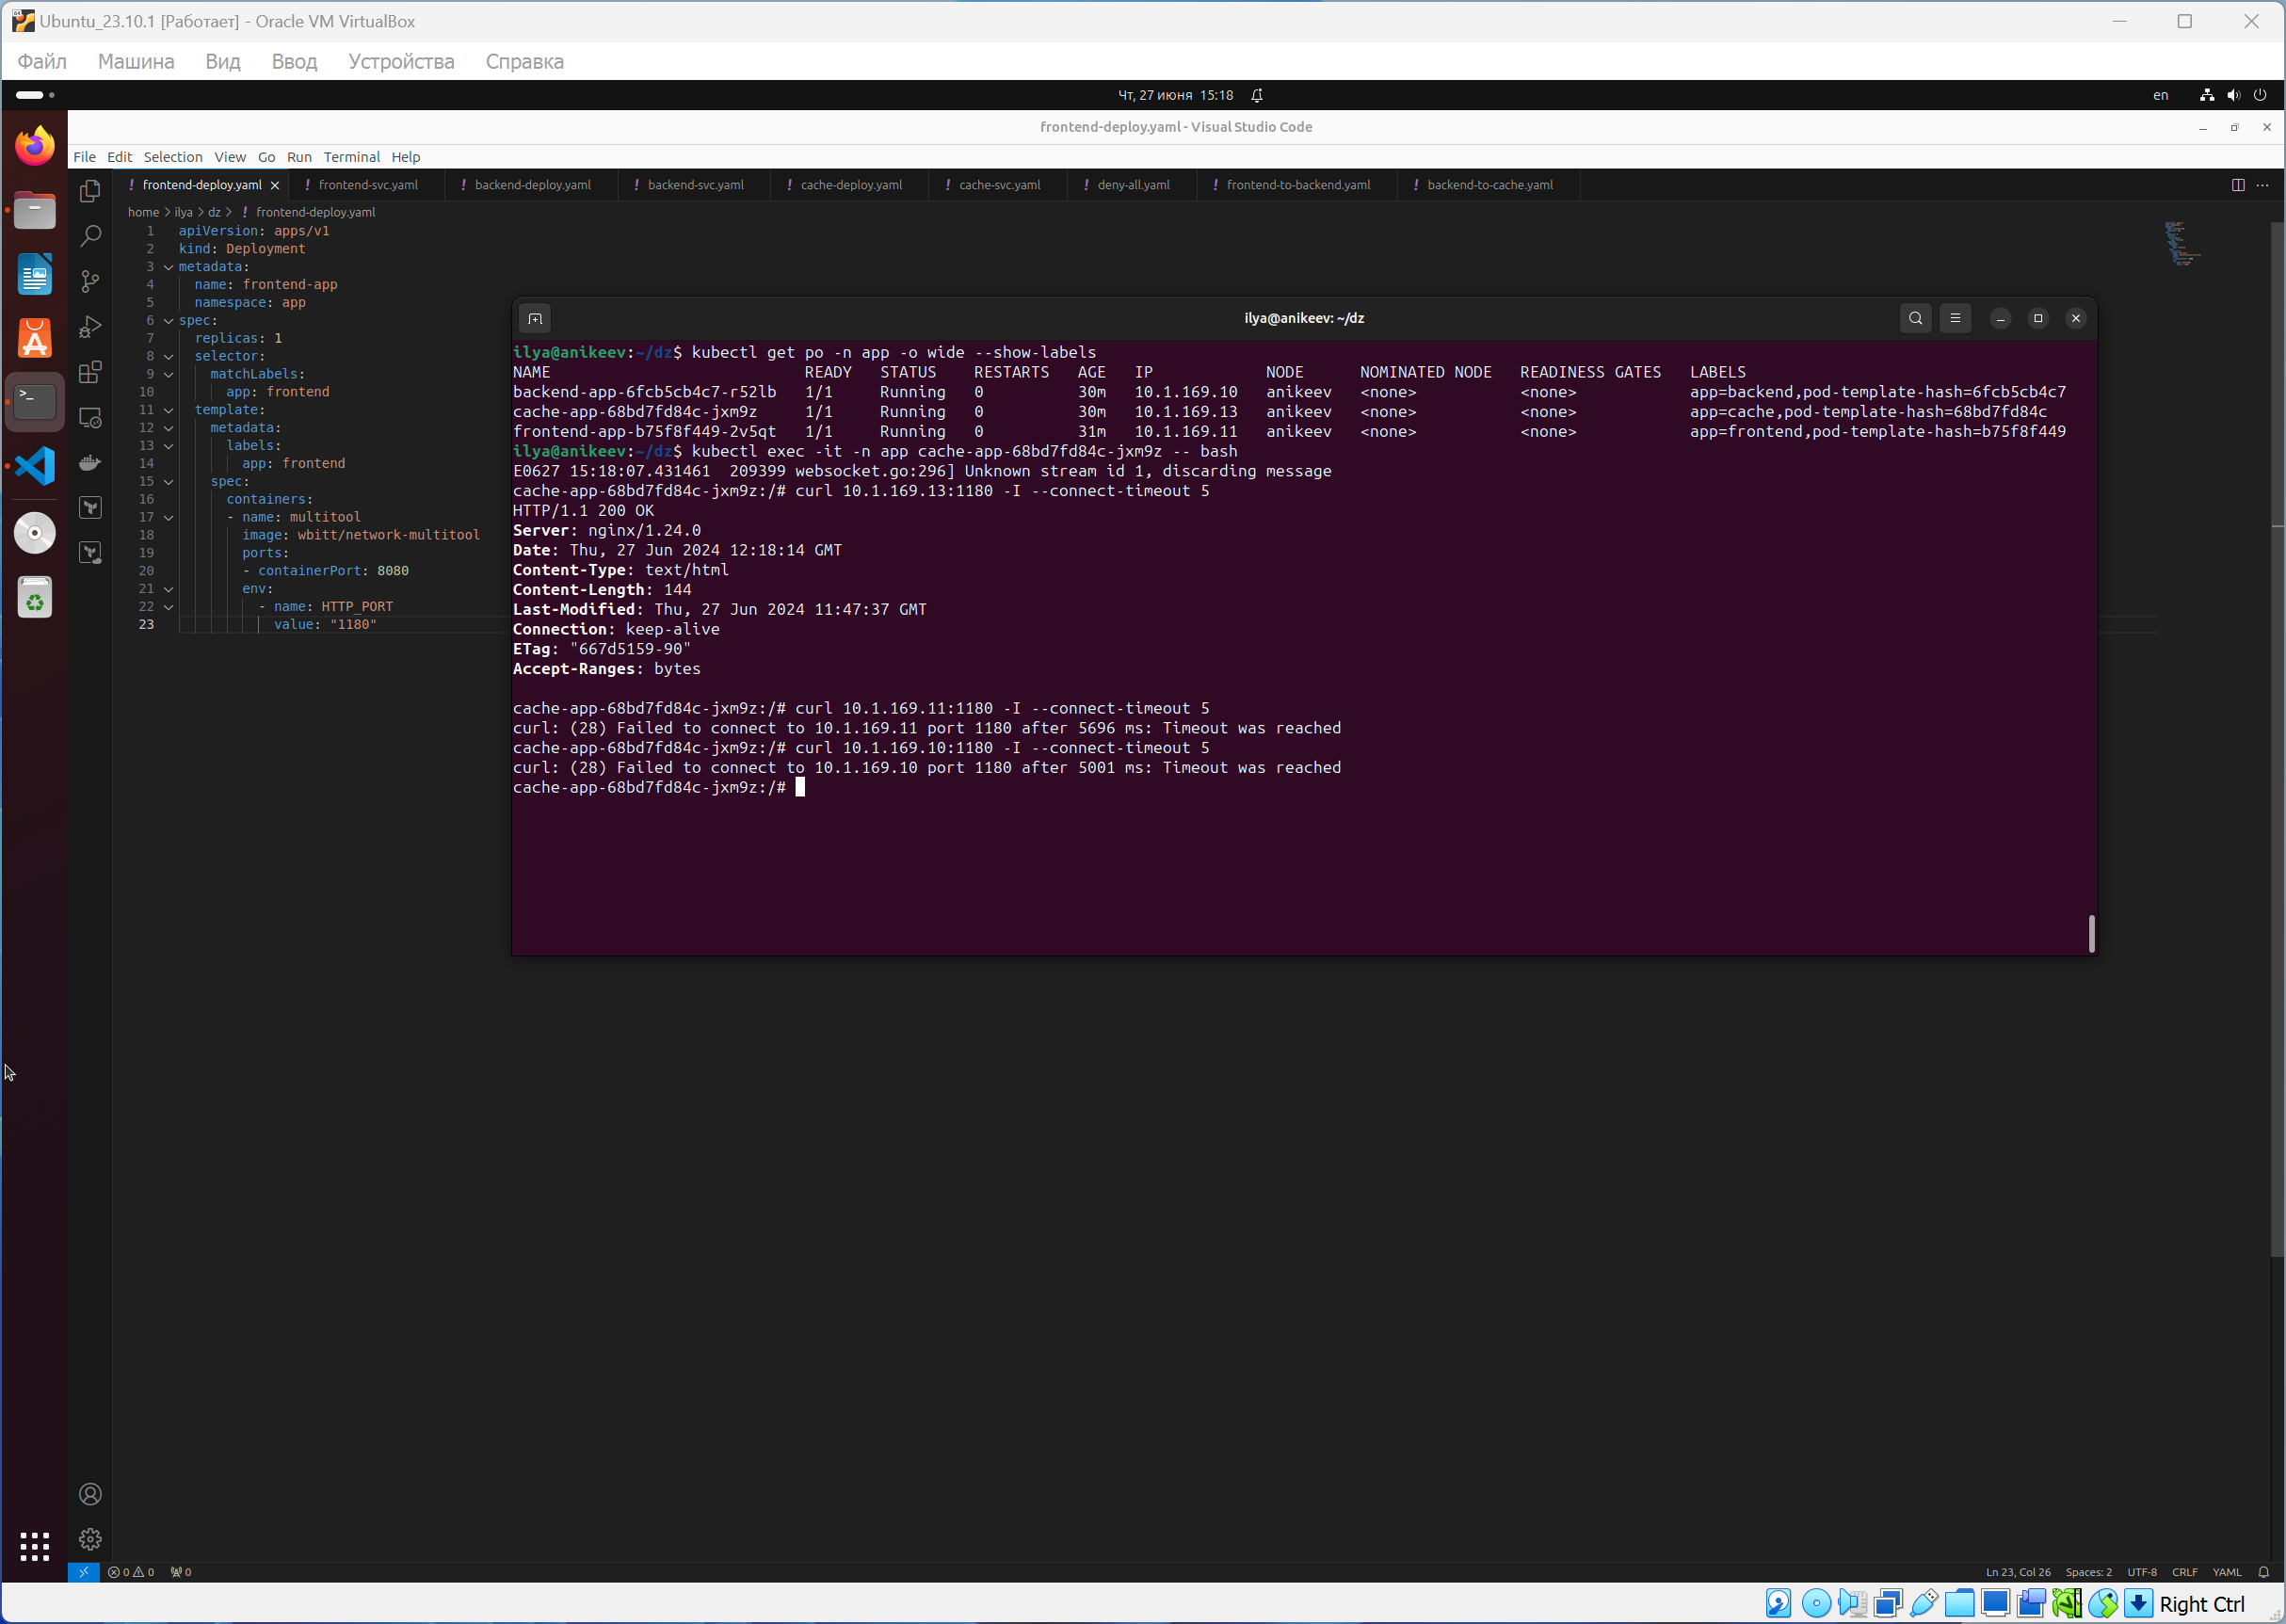 Ubuntu_23.10.1 [Работает] - Oracle VM VirtualBox
Файл Машина Вид Ввод Устройства Справка
Чт, 27 июня 15:18
en
frontend-deploy.yaml - Visual Studio Code
File Edit Selection View Go Run Terminal Help
! frontend-deploy.yaml ! frontend-svc.yaml ! backend-deploy.yaml ! backend-svc.yaml ! cache-deploy.yaml ! cache-svc.yaml ! deny-all.yaml ! frontend-to-backend.yaml ! backend-to-cache.yaml
home > ilya > dz > ! frontend-deploy.yaml
1 apiVersion: apps/v1
2 kind: Deployment
3 metadata:
4 name: frontend-app
5 namespace: app
6 spec:
7 replicas: 1
8 selector:
9 matchLabels:
10 app: frontend
11 template:
12 metadata:
13 labels:
14 app: frontend
15 spec:
16 containers:
17 - name: multitool
18 image: wbitt/network-multitool
19 ports:
20 - containerPort: 8080
21 env:
22 - name: HTTP_PORT
23 value: "1180"
ilya@anikeev: ~/dz
ilya@anikeev:~/dz$ kubectl get po -n app -o wide --show-labels
NAME READY STATUS RESTARTS AGE IP NODE NOMINATED NODE READINESS GATES LABELS
backend-app-6fcb5cb4c7-r52lb 1/1 Running 0 30m 10.1.169.10 anikeev <none> <none> app=backend,pod-template-hash=6fcb5cb4c7
cache-app-68bd7fd84c-jxm9z 1/1 Running 0 30m 10.1.169.13 anikeev <none> <none> app=cache,pod-template-hash=68bd7fd84c
frontend-app-b75f8f449-2v5qt 1/1 Running 0 31m 10.1.169.11 anikeev <none> <none> app=frontend,pod-template-hash=b75f8f449
ilya@anikeev:~/dz$ kubectl exec -it -n app cache-app-68bd7fd84c-jxm9z -- bash
E0627 15:18:07.431461 209399 websocket.go:296] Unknown stream id 1, discarding message
cache-app-68bd7fd84c-jxm9z:/# curl 10.1.169.13:1180 -I --connect-timeout 5
HTTP/1.1 200 OK
Server: nginx/1.24.0
Date: Thu, 27 Jun 2024 12:18:14 GMT
Content-Type: text/html
Content-Length: 144
Last-Modified: Thu, 27 Jun 2024 11:47:37 GMT
Connection: keep-alive
ETag: "667d5159-90"
Accept-Ranges: bytes
cache-app-68bd7fd84c-jxm9z:/# curl 10.1.169.11:1180 -I --connect-timeout 5
curl: (28) Failed to connect to 10.1.169.11 port 1180 after 5696 ms: Timeout was reached
cache-app-68bd7fd84c-jxm9z:/# curl 10.1.169.10:1180 -I --connect-timeout 5
curl: (28) Failed to connect to 10.1.169.10 port 1180 after 5001 ms: Timeout was reached
cache-app-68bd7fd84c-jxm9z:/#
0 0 0
Ln 23, Col 26 Spaces: 2 UTF-8 CRLF YAML
Right Ctrl